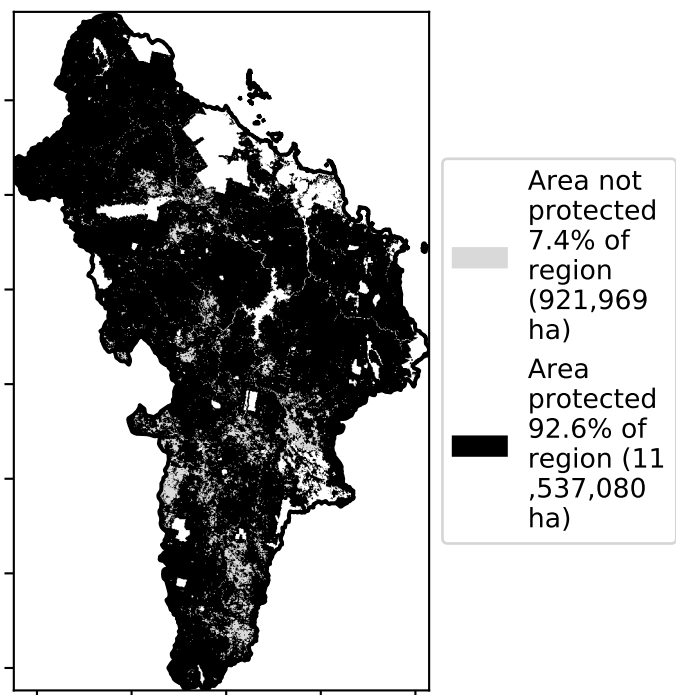 Area not
protected
7.4% of
region
(921,969
ha)
Area
protected
92.6% of
region (11
,537,080
ha)